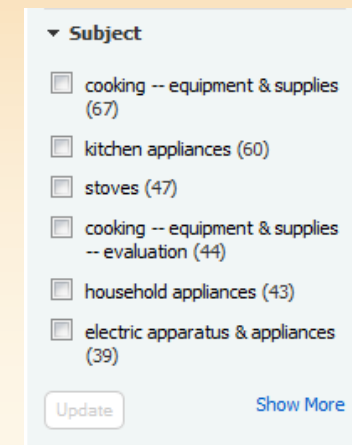 Subject
cooking -- equipment & supplies
(67)
kitchen appliances (60)
stoves (47)
cooking -- equipment & supplies
-- evaluation (44)
household appliances (43)
electric apparatus & appliances
(39)
Update
Show More